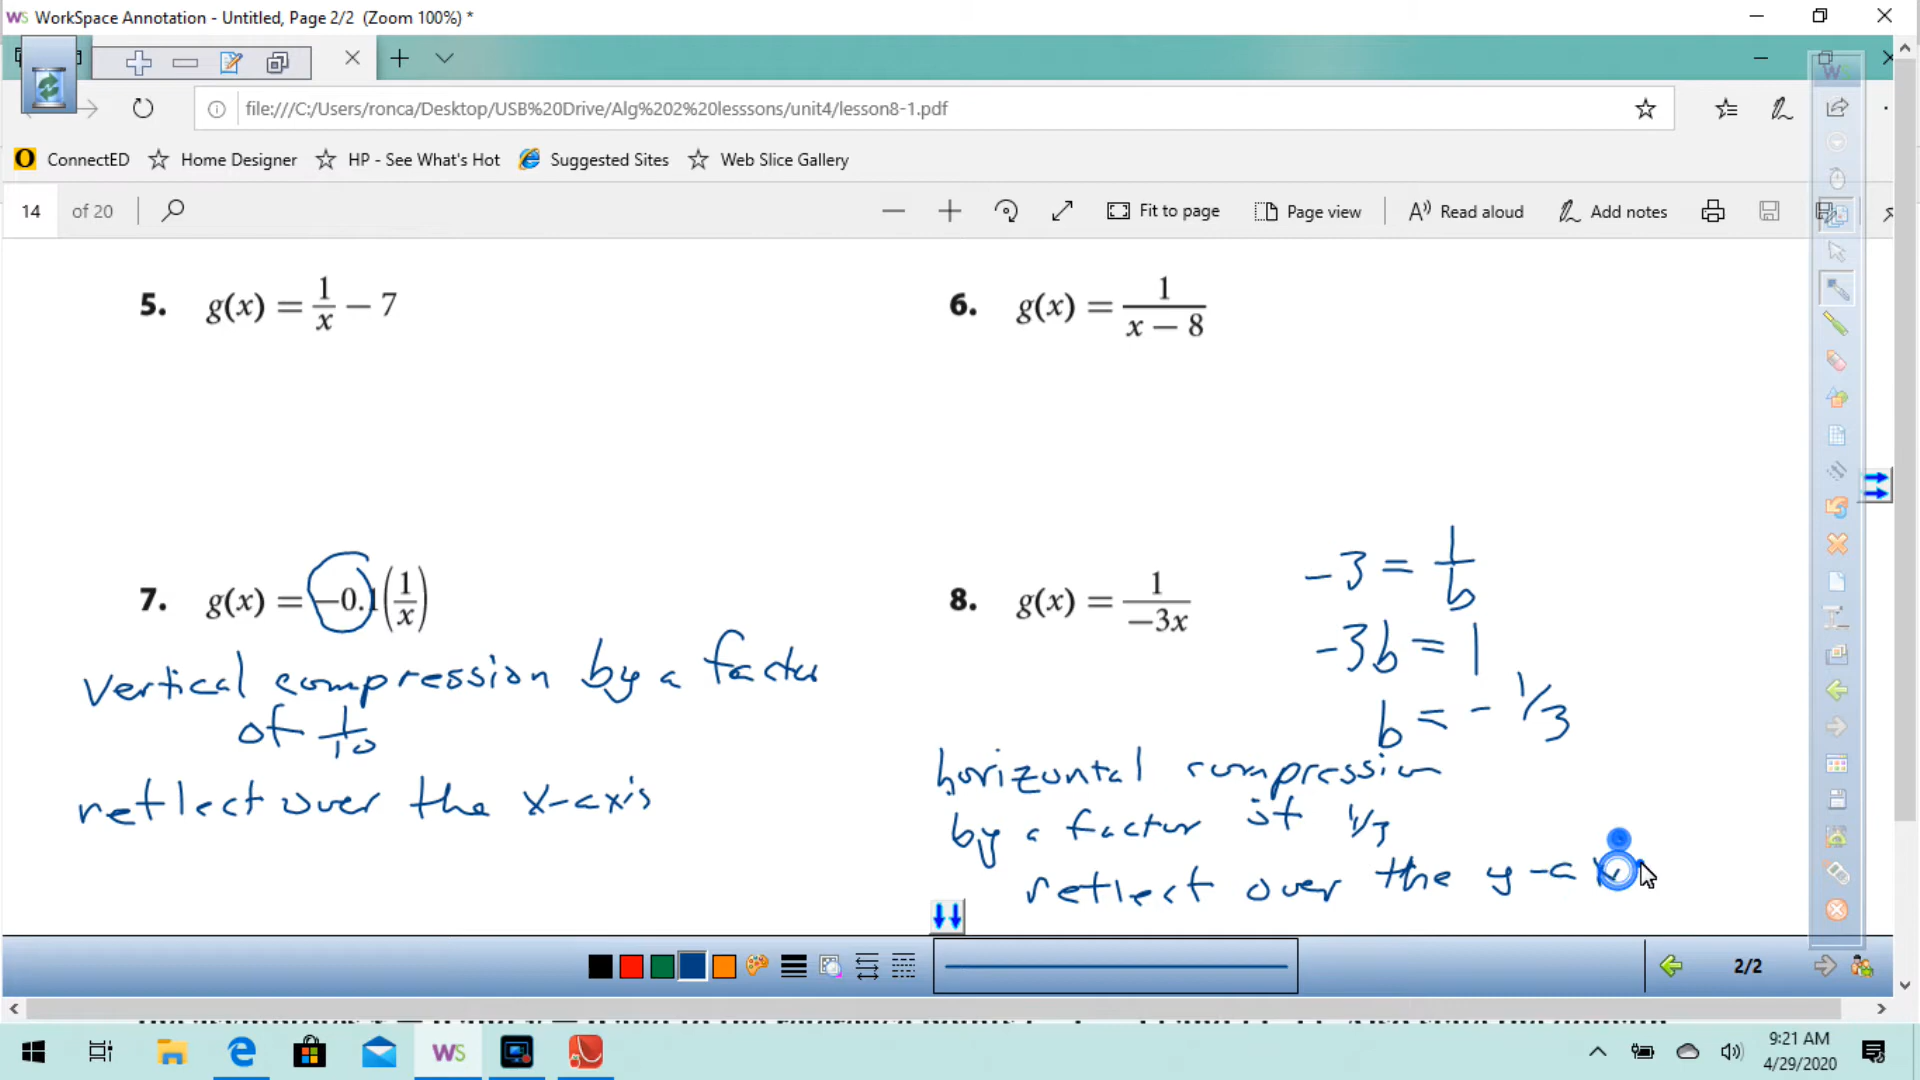 WS WorkSpace Annotation - Untitled, Page 2/2 (Zoom 100%) *
file:///C:/Users/ronca/Desktop/USB%20Drive/Alg%202%20lesssons/unit4/lesson8-1.pdf
ConnectED Home Designer HP - See What's Hot Suggested Sites Web Slice Gallery
14 of 20 Fit to page Page view Read aloud Add notes
5. g(x) = 1/x − 7
6. g(x) = 1/(x − 8)
7. g(x) = −0.1(1/x)
vertical compression by a factor
of 1/10
reflect over the x-axis
8. g(x) = 1/(−3x)
-3 = 1/b
-3b = 1
b = - 1/3
horizontal compression
by a factor of 1/3
reflect over the y-ax
2/2
WS
9:21 AM
4/29/2020